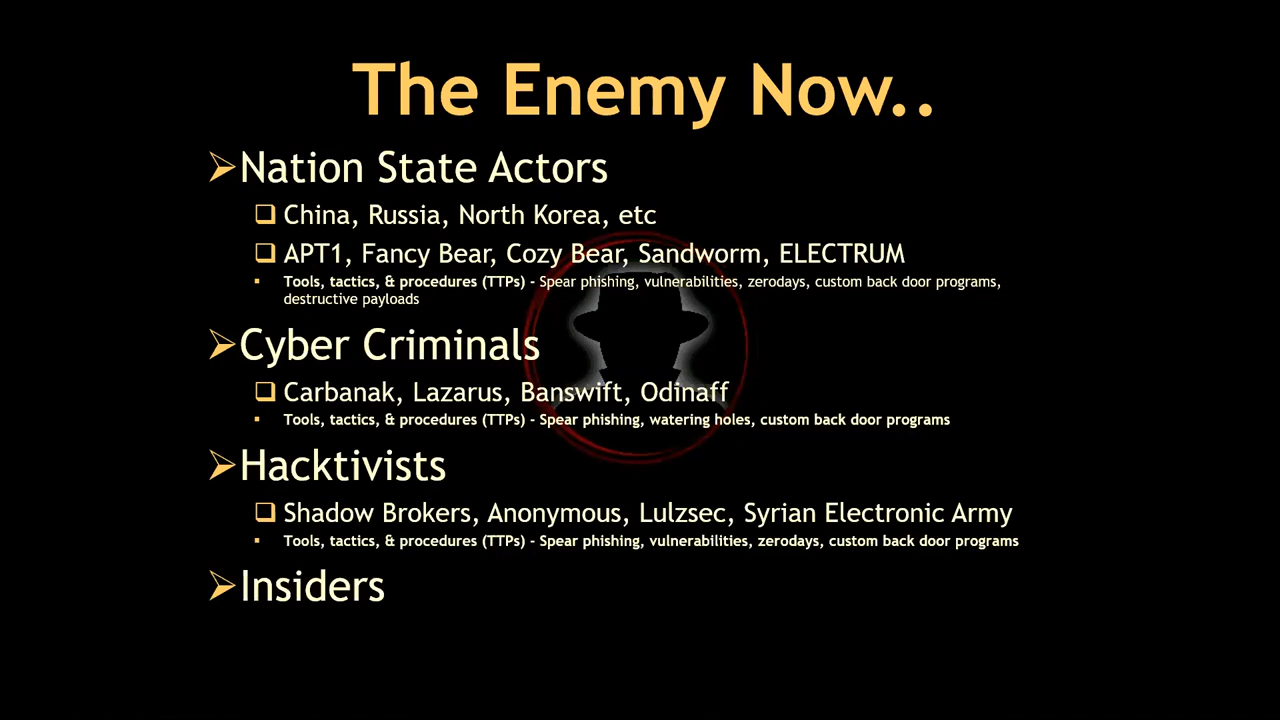 The Enemy Now..
➢Nation State Actors
❑ China, Russia, North Korea, etc
❑ APT1, Fancy Bear, Cozy Bear, Sandworm, ELECTRUM
▪ Tools, tactics, & procedures (TTPs) - Spear phishing, vulnerabilities, zerodays, custom back door programs,
destructive payloads
➢Cyber Criminals
❑ Carbanak, Lazarus, Banswift, Odinaff
▪ Tools, tactics, & procedures (TTPs) - Spear phishing, watering holes, custom back door programs
➢Hacktivists
❑ Shadow Brokers, Anonymous, Lulzsec, Syrian Electronic Army
▪ Tools, tactics, & procedures (TTPs) - Spear phishing, vulnerabilities, zerodays, custom back door programs
➢Insiders